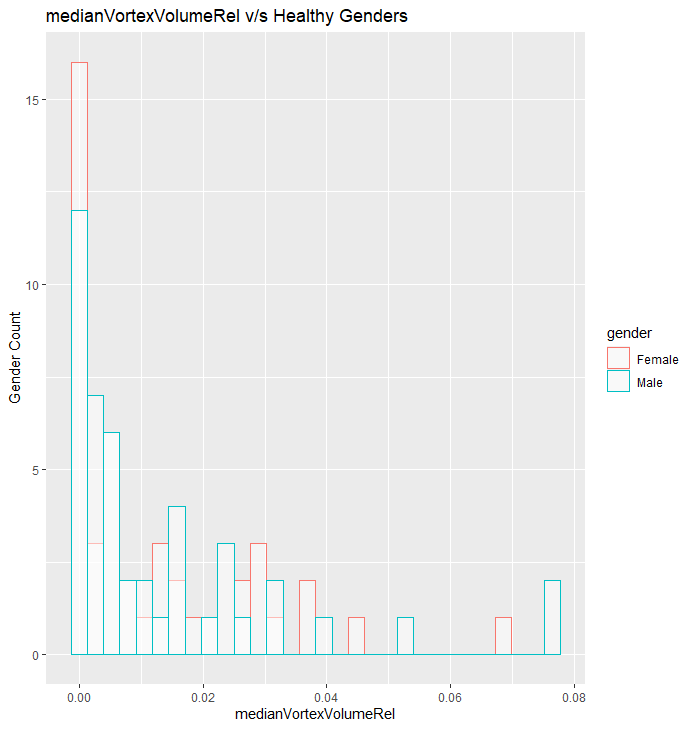 medianVortexVolumeRel v/s Healthy Genders
Gender Count
15
10
5
0
0.00 0.02 0.04 0.06 0.08
medianVortexVolumeRel
gender
Female
Male